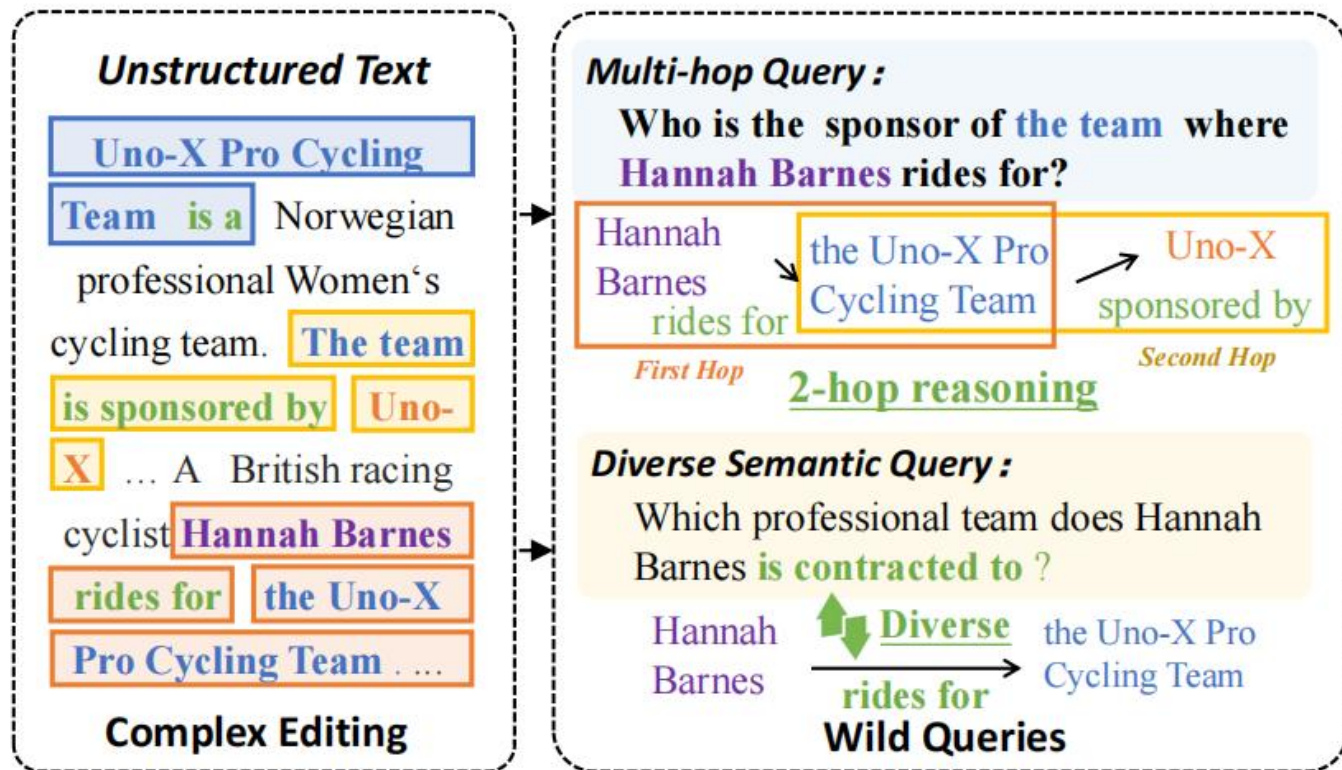 Unstructured Text
Uno-X Pro Cycling
Team is a Norwegian
professional Women‘s
cycling team. The team
is sponsored by Uno-
X ... A British racing
cyclist Hannah Barnes
rides for the Uno-X
Pro Cycling Team . ...
Complex Editing
Multi-hop Query :
Who is the sponsor of the team where
Hannah Barnes rides for?
Hannah
Barnes
rides for
the Uno-X Pro
Cycling Team
Uno-X
sponsored by
First Hop
Second Hop
2-hop reasoning
Diverse Semantic Query :
Which professional team does Hannah
Barnes is contracted to ?
Hannah
Barnes
Diverse
rides for
the Uno-X Pro
Cycling Team
Wild Queries